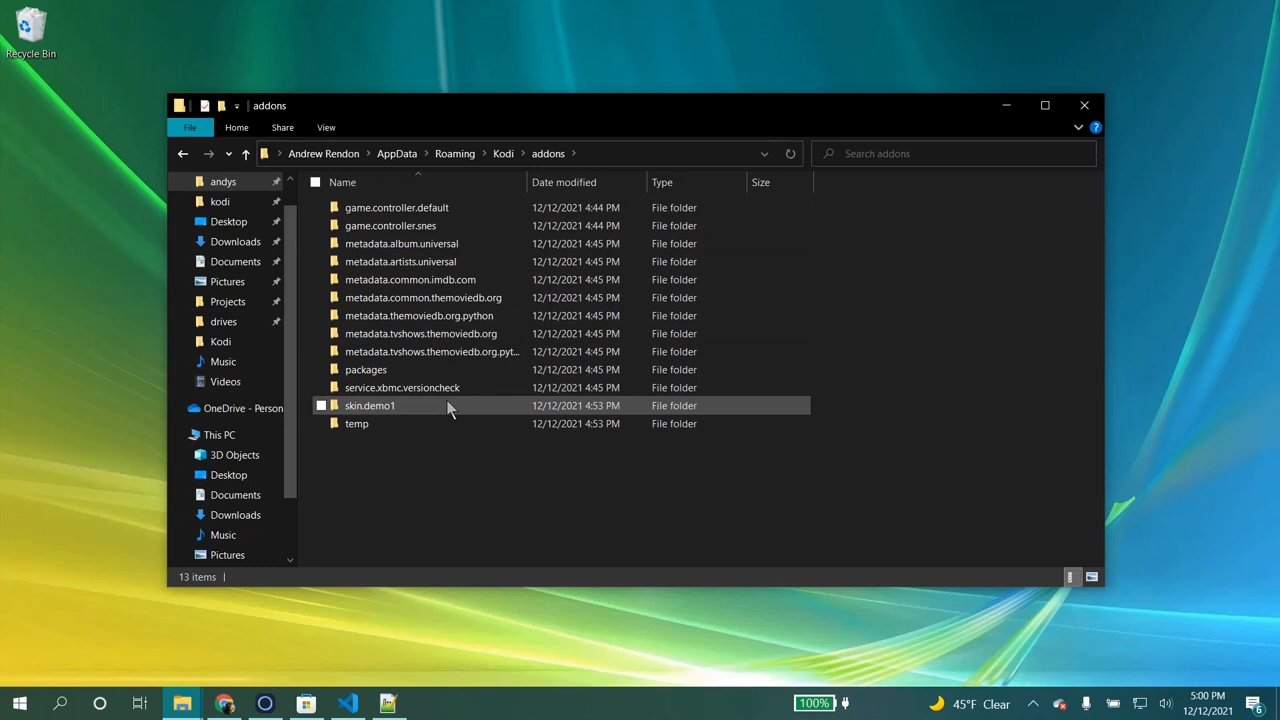 Recycle Bin
addons
File Home Share View
Andrew Rendon AppData Roaming Kodi addons Search addons
andys
kodi
Desktop
Downloads
Documents
Pictures
Projects
drives
Kodi
Music
Videos
OneDrive - Person
This PC
3D Objects
Desktop
Documents
Downloads
Music
Pictures
Name Date modified Type Size
game.controller.default 12/12/2021 4:44 PM File folder
game.controller.snes 12/12/2021 4:44 PM File folder
metadata.album.universal 12/12/2021 4:45 PM File folder
metadata.artists.universal 12/12/2021 4:45 PM File folder
metadata.common.imdb.com 12/12/2021 4:45 PM File folder
metadata.common.themoviedb.org 12/12/2021 4:45 PM File folder
metadata.themoviedb.org.python 12/12/2021 4:45 PM File folder
metadata.tvshows.themoviedb.org 12/12/2021 4:45 PM File folder
metadata.tvshows.themoviedb.org.pyt... 12/12/2021 4:45 PM File folder
packages 12/12/2021 4:45 PM File folder
service.xbmc.versioncheck 12/12/2021 4:45 PM File folder
skin.demo1 12/12/2021 4:53 PM File folder
temp 12/12/2021 4:53 PM File folder
13 items
100% 45°F Clear 5:00 PM
12/12/2021 6